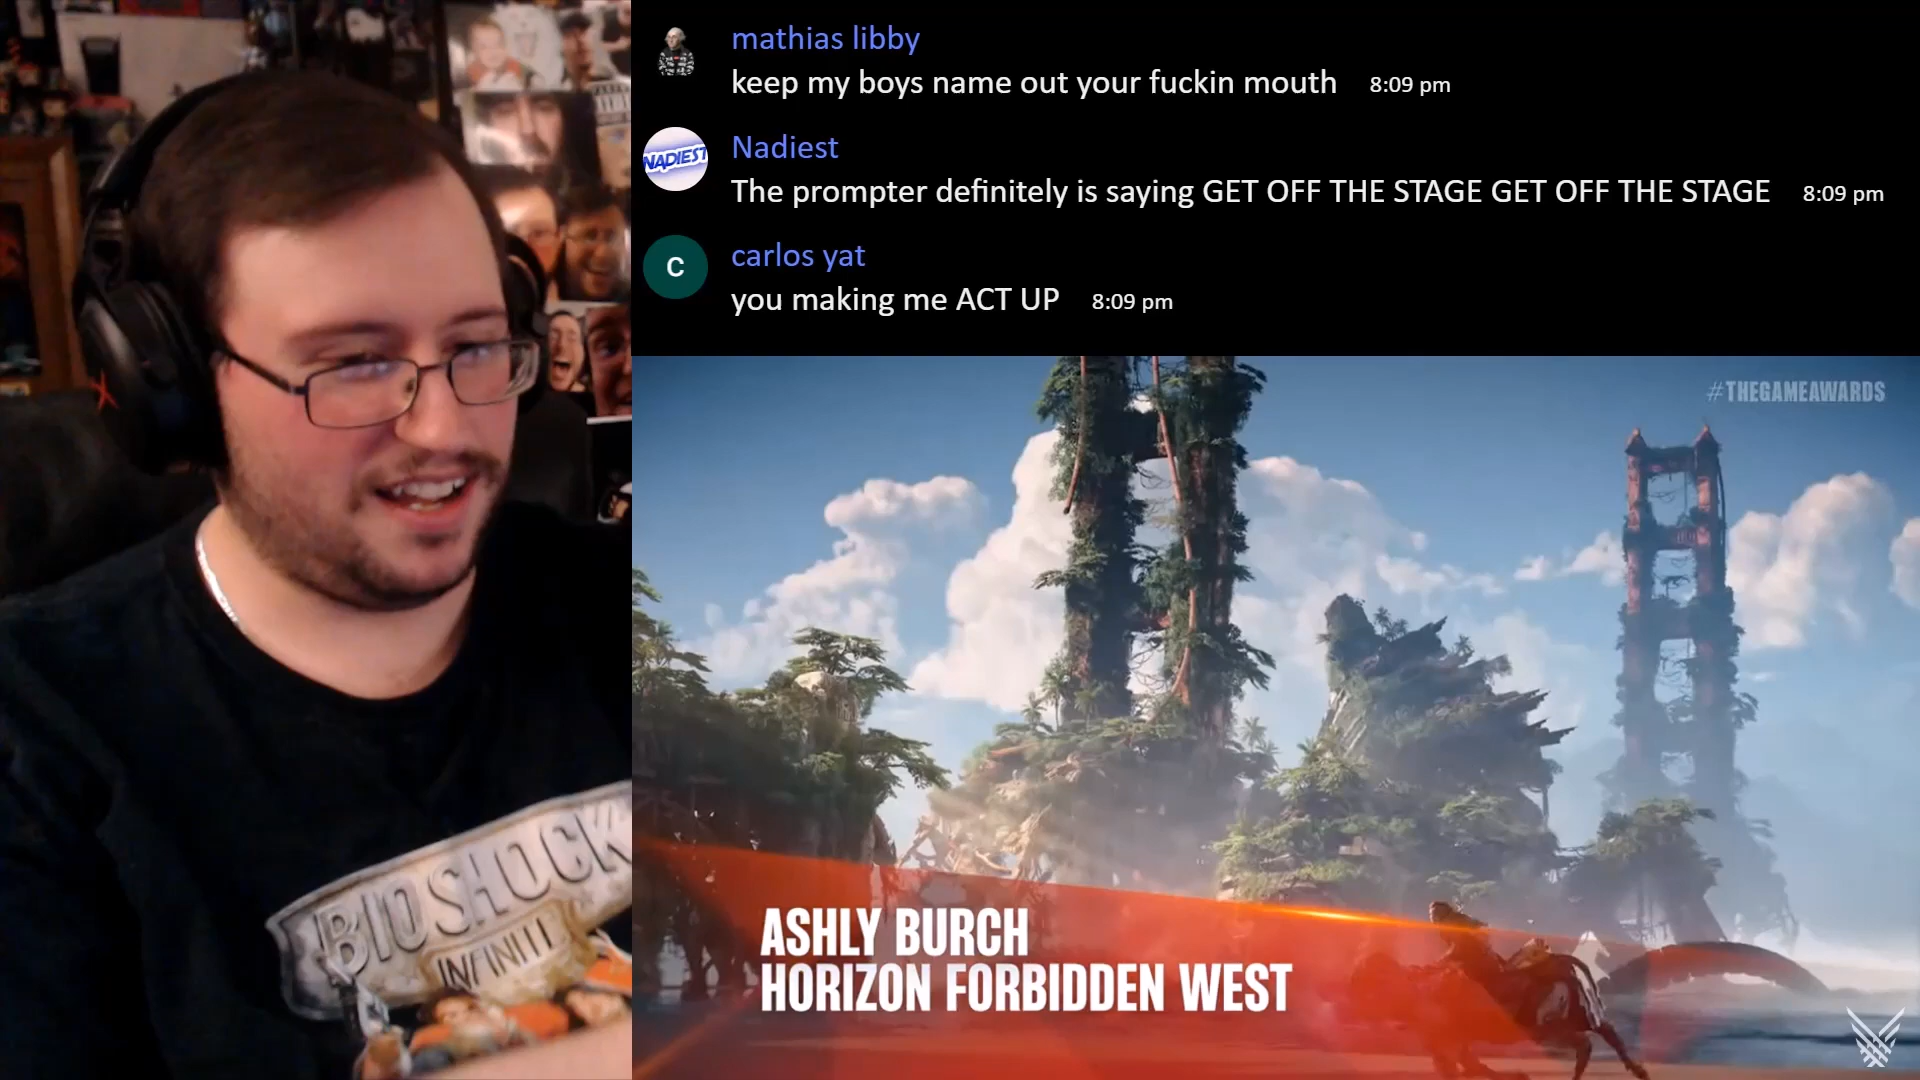 mathias libby
keep my boys name out your fuckin mouth 8:09 pm
NADIEST
Nadiest
The prompter definitely is saying GET OFF THE STAGE GET OFF THE STAGE 8:09 pm
C
carlos yat
you making me ACT UP 8:09 pm
#THEGAMEAWARDS
BIOSHOCK
INFINITE
ASHLY BURCH
HORIZON FORBIDDEN WEST